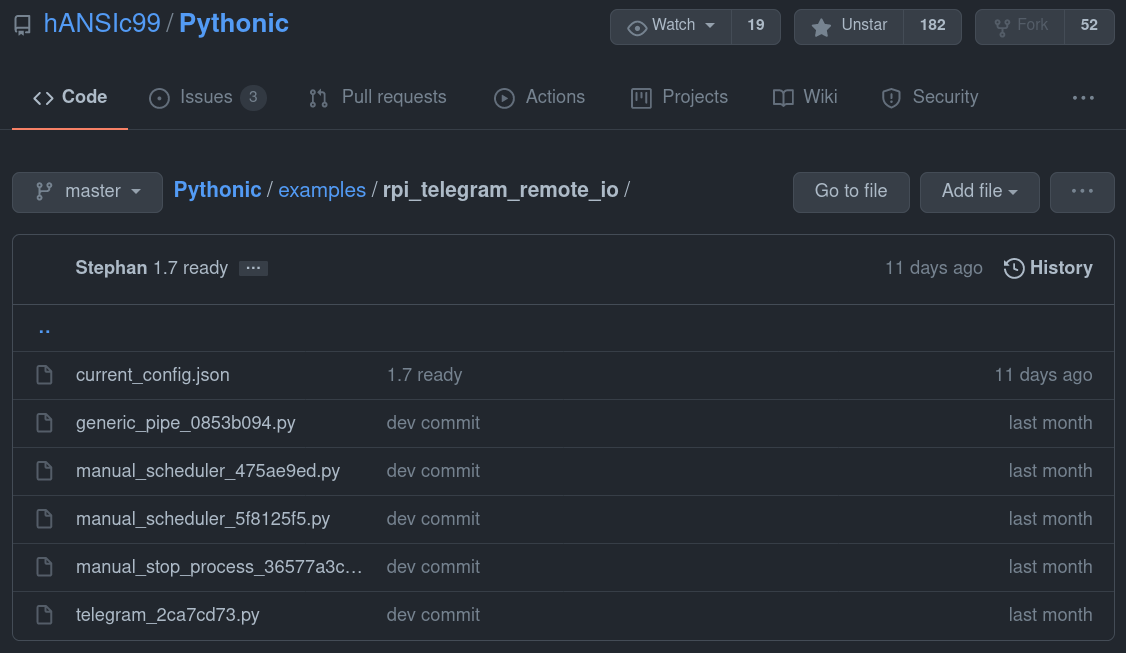 hANSIc99 / Pythonic Watch 19 Unstar 182 Fork 52
Code Issues 3 Pull requests Actions Projects Wiki Security ...
master Pythonic / examples / rpi_telegram_remote_io / Go to file Add file ...
Stephan 1.7 ready ... 11 days ago History
..
current_config.json 1.7 ready 11 days ago
generic_pipe_0853b094.py dev commit last month
manual_scheduler_475ae9ed.py dev commit last month
manual_scheduler_5f8125f5.py dev commit last month
manual_stop_process_36577a3c... dev commit last month
telegram_2ca7cd73.py dev commit last month